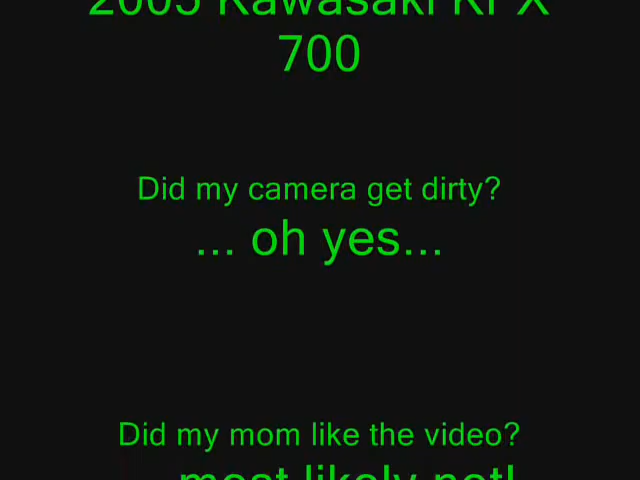 2005 Kawasaki KFX
700
Did my camera get dirty?
... oh yes...
Did my mom like the video?
... most likely not!